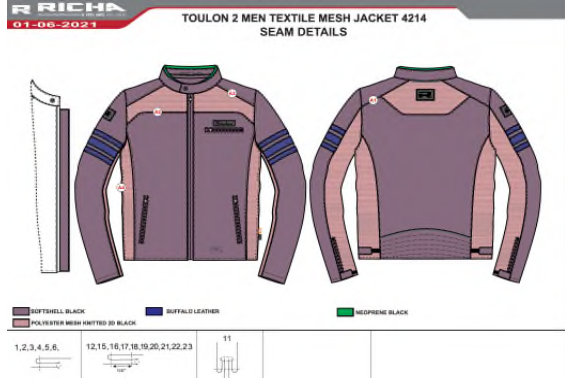 RICHA
01-06-2021
TOULON 2 MEN TEXTILE MESH JACKET 4214
SEAM DETAILS
SOFTSHELL BLACK
BUFFALO LEATHER
NEOPRENE BLACK
POLYESTER MESH KNITTED 2D BLACK
1,2,3,4,5,6,
12,15,16,17,18,19,20,21,22,23
11